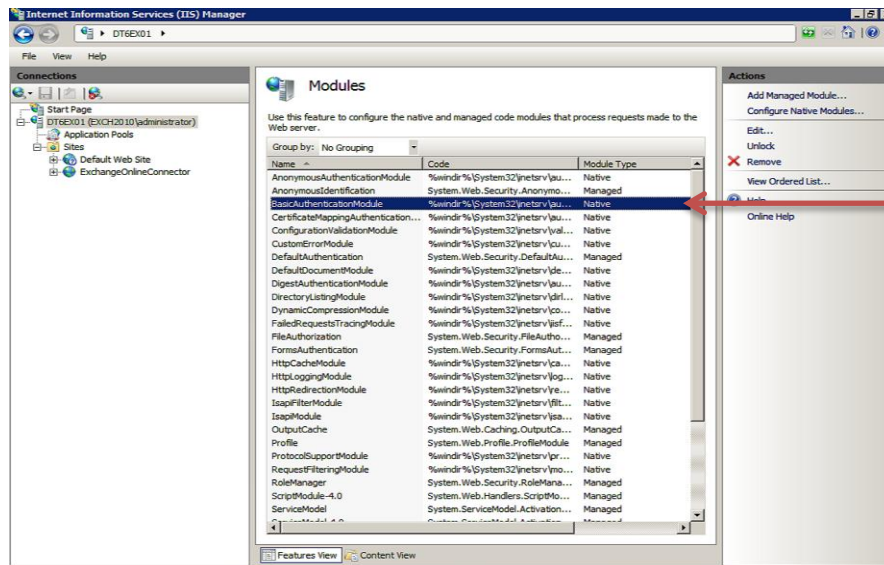 Internet Information Services (IIS) Manager
DT6EX01
File View Help
Connections
Start Page
DT6EX01 (EXCH2010\administrator)
Application Pools
Sites
Default Web Site
ExchangeOnlineConnector
Modules
Use this feature to configure the native and managed code modules that process requests made to the
Web server.
Group by: No Grouping
Name Code Module Type
AnonymousAuthenticationModule %windir%\System32\inetsrv\au... Native
AnonymousIdentification System.Web.Security.Anonymo... Managed
BasicAuthenticationModule %windir%\System32\inetsrv\au... Native
CertificateMappingAuthentication... %windir%\System32\inetsrv\au... Native
ConfigurationValidationModule %windir%\System32\inetsrv\val... Native
CustomErrorModule %windir%\System32\inetsrv\cu... Native
DefaultAuthentication System.Web.Security.DefaultAu... Managed
DefaultDocumentModule %windir%\System32\inetsrv\de... Native
DigestAuthenticationModule %windir%\System32\inetsrv\au... Native
DirectoryListingModule %windir%\System32\inetsrv\dirl... Native
DynamicCompressionModule %windir%\System32\inetsrv\co... Native
FailedRequestsTracingModule %windir%\System32\inetsrv\iisf... Native
FileAuthorization System.Web.Security.FileAutho... Managed
FormsAuthentication System.Web.Security.FormsAut... Managed
HttpCacheModule %windir%\System32\inetsrv\ca... Native
HttpLoggingModule %windir%\System32\inetsrv\log... Native
HttpRedirectionModule %windir%\System32\inetsrv\re... Native
IsapiFilterModule %windir%\System32\inetsrv\filt... Native
IsapiModule %windir%\System32\inetsrv\isa... Native
OutputCache System.Web.Caching.OutputCa... Managed
Profile System.Web.Profile.ProfileModule Managed
ProtocolSupportModule %windir%\System32\inetsrv\pr... Native
RequestFilteringModule %windir%\System32\inetsrv\mo... Native
RoleManager System.Web.Security.RoleMana... Managed
ScriptModule-4.0 System.Web.Handlers.ScriptMo... Managed
ServiceModel System.ServiceModel.Activation... Managed
Features View Content View
Actions
Add Managed Module...
Configure Native Modules...
Edit...
Unlock
Remove
View Ordered List...
Help
Online Help